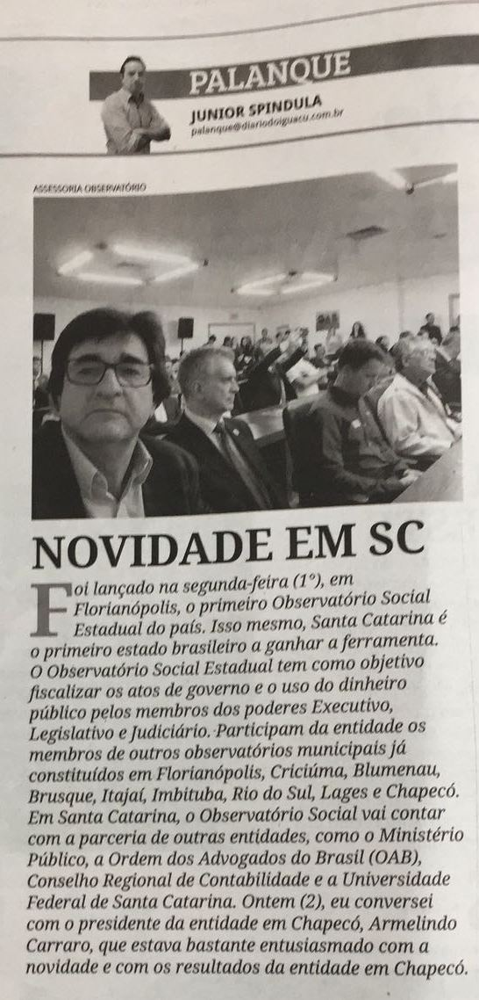 PALANQUE
JUNIOR SPINDULA
palanque@diariodoiguacu.com.br
ASSESSORIA OBSERVATÓRIO
NOVIDADE EM SC
Foi lançado na segunda-feira (1º), em
Florianópolis, o primeiro Observatório Social
Estadual do país. Isso mesmo, Santa Catarina é
o primeiro estado brasileiro a ganhar a ferramenta.
O Observatório Social Estadual tem como objetivo
fiscalizar os atos de governo e o uso do dinheiro
público pelos membros dos poderes Executivo,
Legislativo e Judiciário. Participam da entidade os
membros de outros observatórios municipais já
constituídos em Florianópolis, Criciúma, Blumenau,
Brusque, Itajaí, Imbituba, Rio do Sul, Lages e Chapecó.
Em Santa Catarina, o Observatório Social vai contar
com a parceria de outras entidades, como o Ministério
Público, a Ordem dos Advogados do Brasil (OAB),
Conselho Regional de Contabilidade e a Universidade
Federal de Santa Catarina. Ontem (2), eu conversei
com o presidente da entidade em Chapecó, Armelindo
Carraro, que estava bastante entusiasmado com a
novidade e com os resultados da entidade em Chapecó.